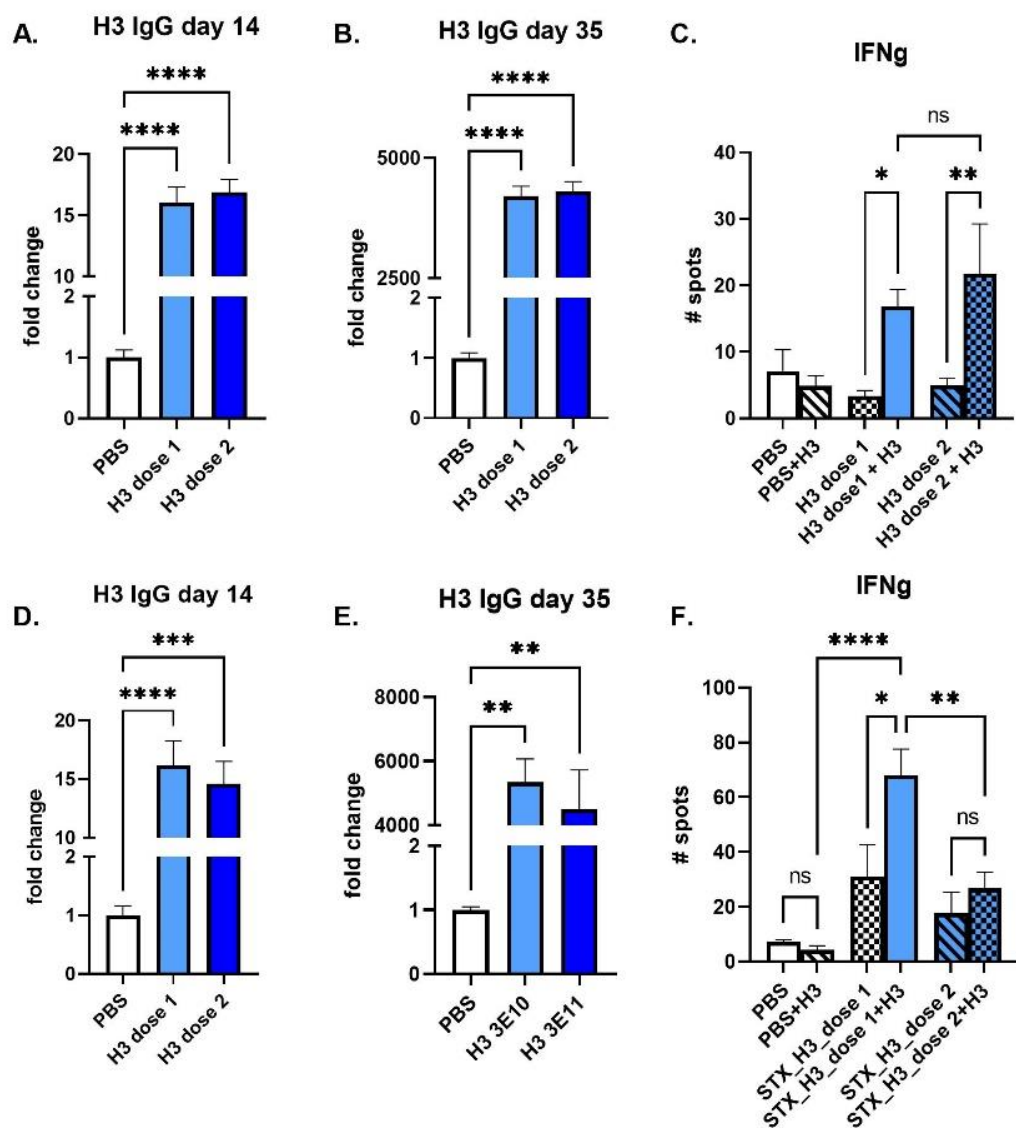 A.
H3 IgG day 14
****
****
fold change
20
15
10
2
1
0
PBS
H3 dose 1
H3 dose 2
B.
H3 IgG day 35
****
****
fold change
5000
2500
2
1
0
PBS
H3 dose 1
H3 dose 2
C.
IFNg
ns
*
**
# spots
40
30
20
10
0
PBS
PBS+H3
H3 dose 1
H3 dose1 + H3
H3 dose 2
H3 dose 2 + H3
D.
H3 IgG day 14
***
****
fold change
20
15
10
2
1
0
PBS
H3 dose 1
H3 dose 2
E.
H3 IgG day 35
**
**
fold change
8000
6000
4000
2
1
0
PBS
H3 3E10
H3 3E11
F.
IFNg
****
*
**
ns
ns
# spots
100
80
60
40
20
0
PBS
PBS+H3
STX_H3_dose 1
STX_H3_dose 1+H3
STX_H3_dose 2
STX_H3_dose 2+H3